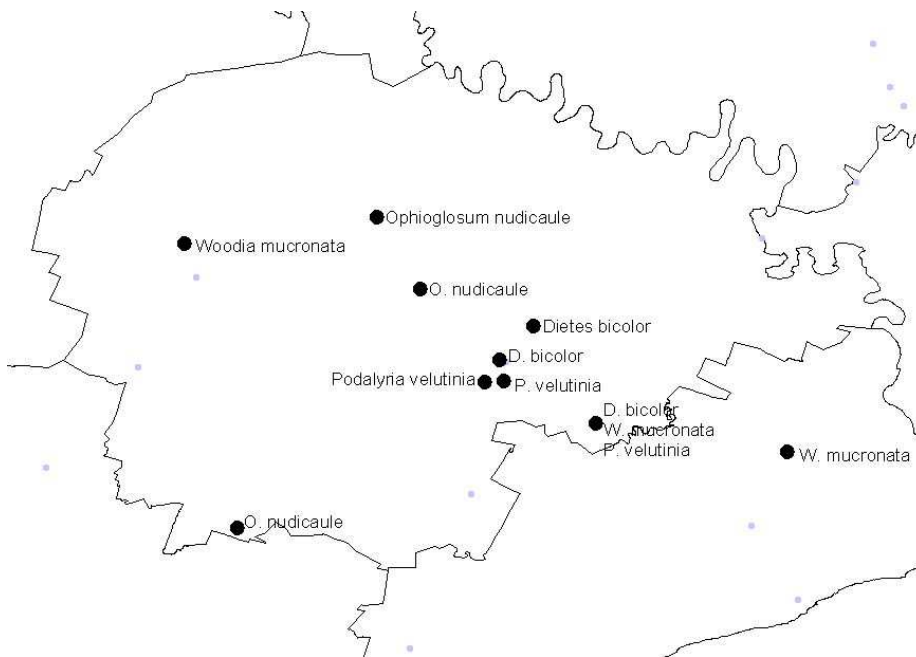 Ophioglosum nudicaule
Woodia mucronata
O. nudicaule
Dietes bicolor
D. bicolor
Podalyria velutinia
P. velutinia
D. bicolor
W. mucronata
P. velutinia
W. mucronata
O. nudicaule